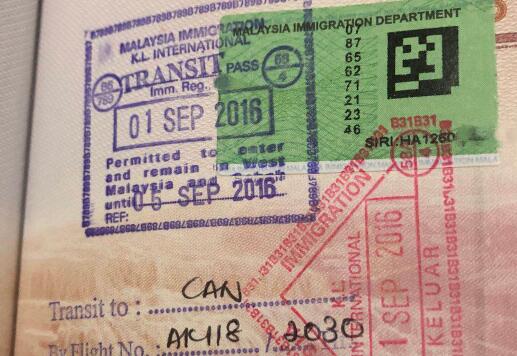 MALAYSIA IMMIGRATION
K.L INTERNATIONAL
TRANSIT PASS
Imm. Reg.
01 SEP 2016
Permitted to enter
and remain in West
Malaysia and
until
05 SEP 2016
REF:
MALAYSIA IMMIGRATION DEPARTMENT
07
87
65
62
71
21
23
46
SIRI:HA1260
B31B31
IMMIGRATION
K L
INTERNATIONAL
1 SEP 2016
KELUAR
Transit to : CAN
By Flight No. AK118 / 2030